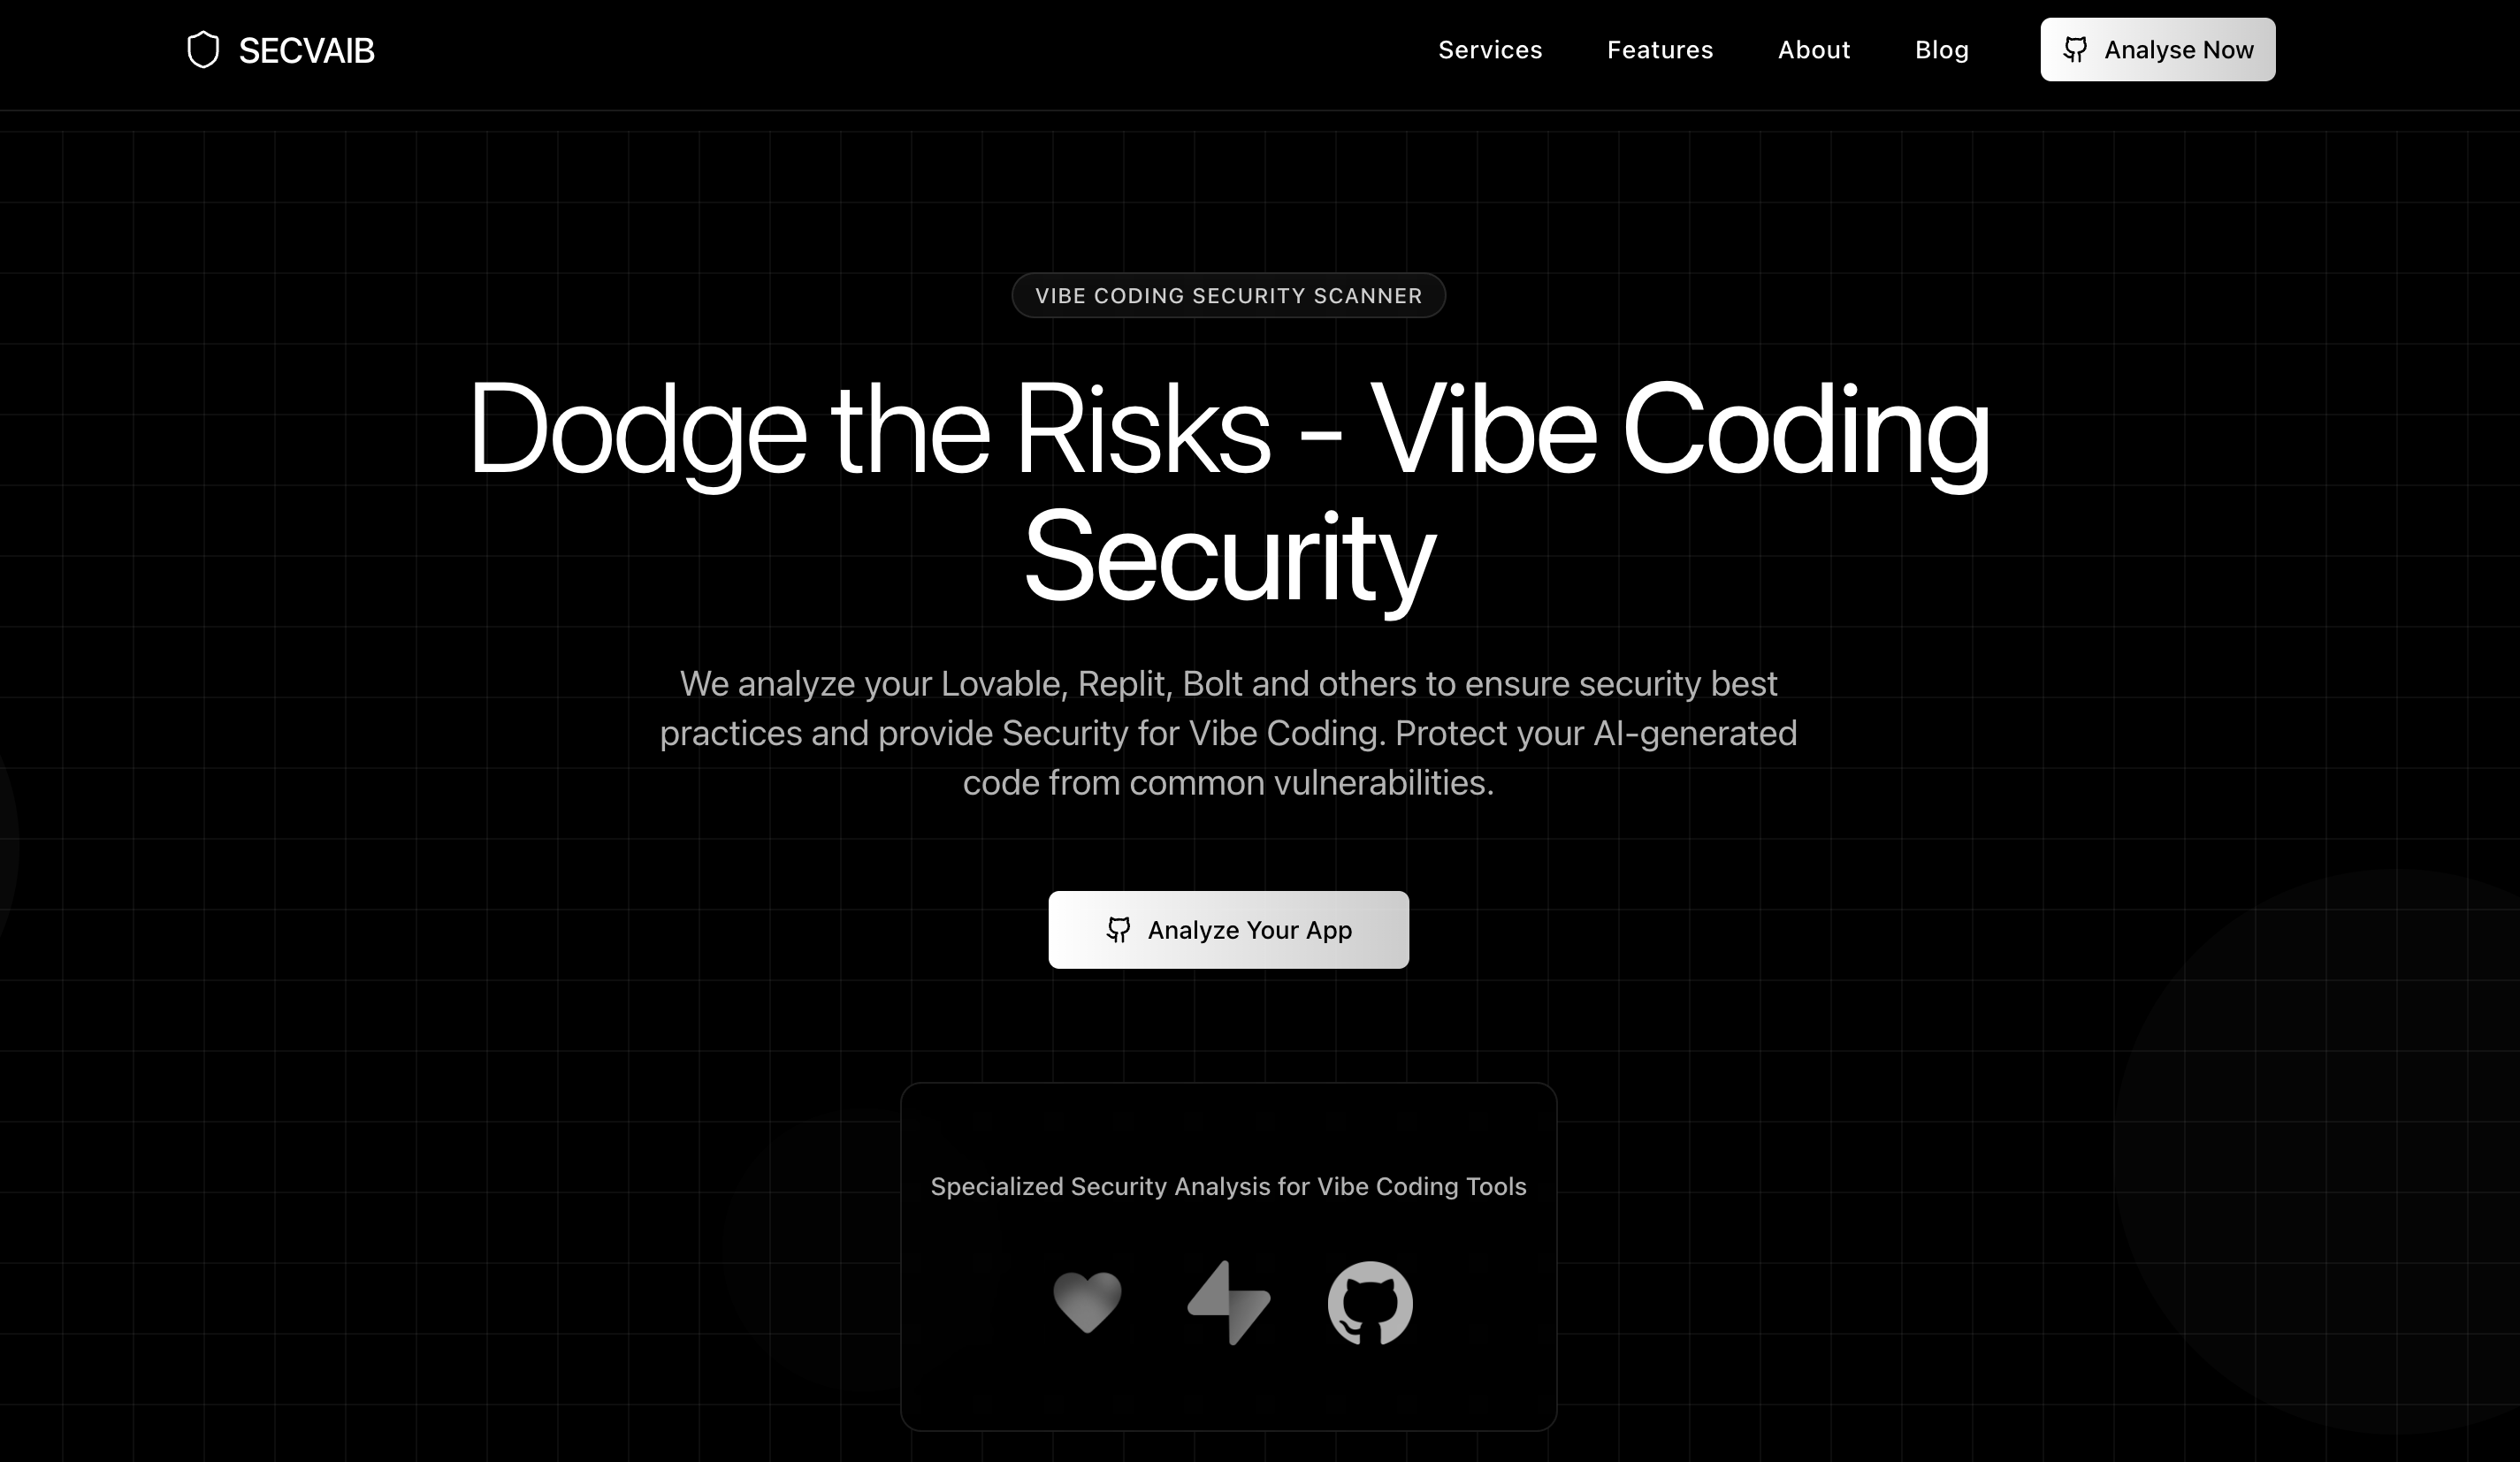 SECVAIB
Services
Features
About
Blog
Analyse Now
VIBE CODING SECURITY SCANNER
Dodge the Risks - Vibe Coding
Security
We analyze your Lovable, Replit, Bolt and others to ensure security best
practices and provide Security for Vibe Coding. Protect your AI-generated
code from common vulnerabilities.
Analyze Your App
Specialized Security Analysis for Vibe Coding Tools